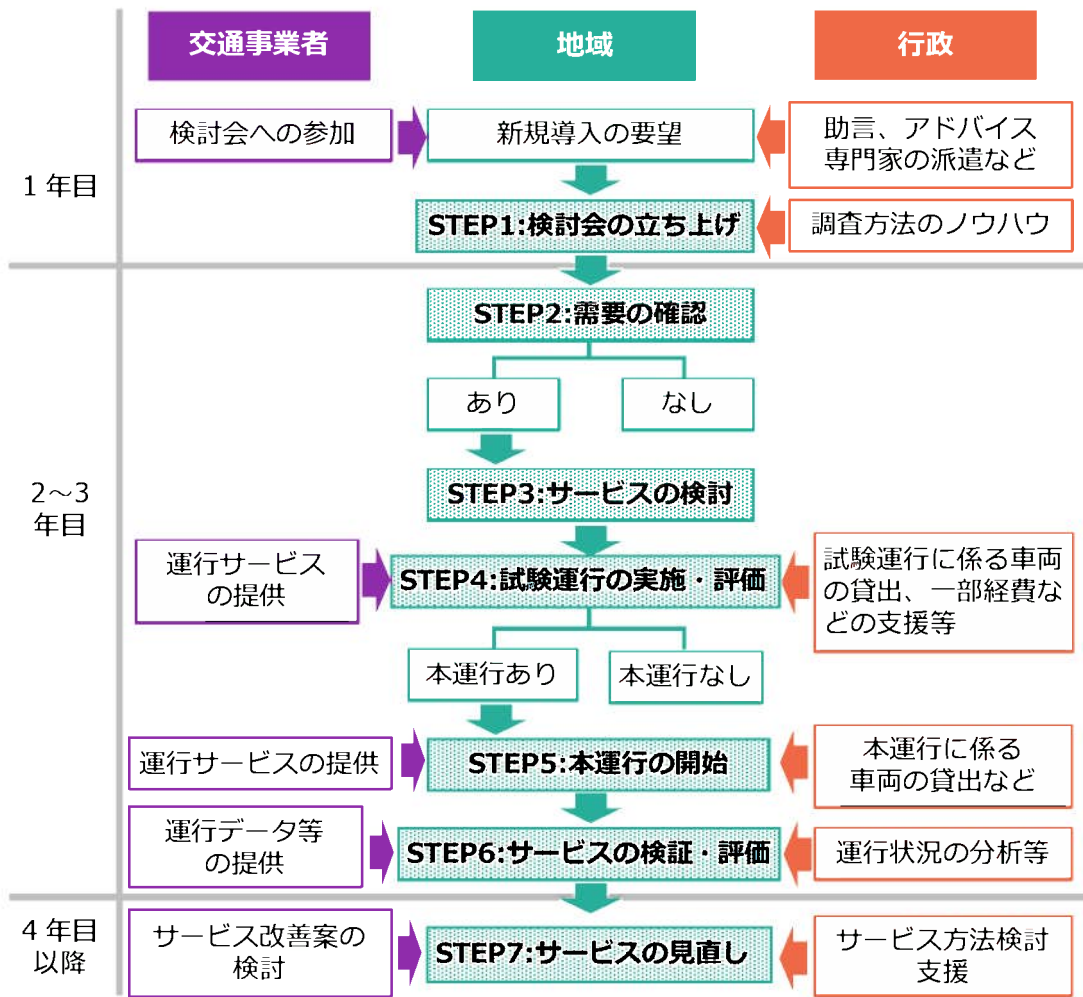 交通事業者
地域
行政
1年目
検討会への参加
新規導入の要望
助言、アドバイス
専門家の派遣など
STEP1:検討会の立ち上げ
調査方法のノウハウ
2～3
年目
STEP2:需要の確認
あり
なし
STEP3:サービスの検討
運行サービス
の提供
STEP4:試験運行の実施・評価
試験運行に係る車両
の貸出、一部経費な
どの支援等
本運行あり
本運行なし
運行サービスの提供
STEP5:本運行の開始
本運行に係る
車両の貸出など
運行データ等
の提供
STEP6:サービスの検証・評価
運行状況の分析等
4年目
以降
サービス改善案の
検討
STEP7:サービスの見直し
サービス方法検討
支援